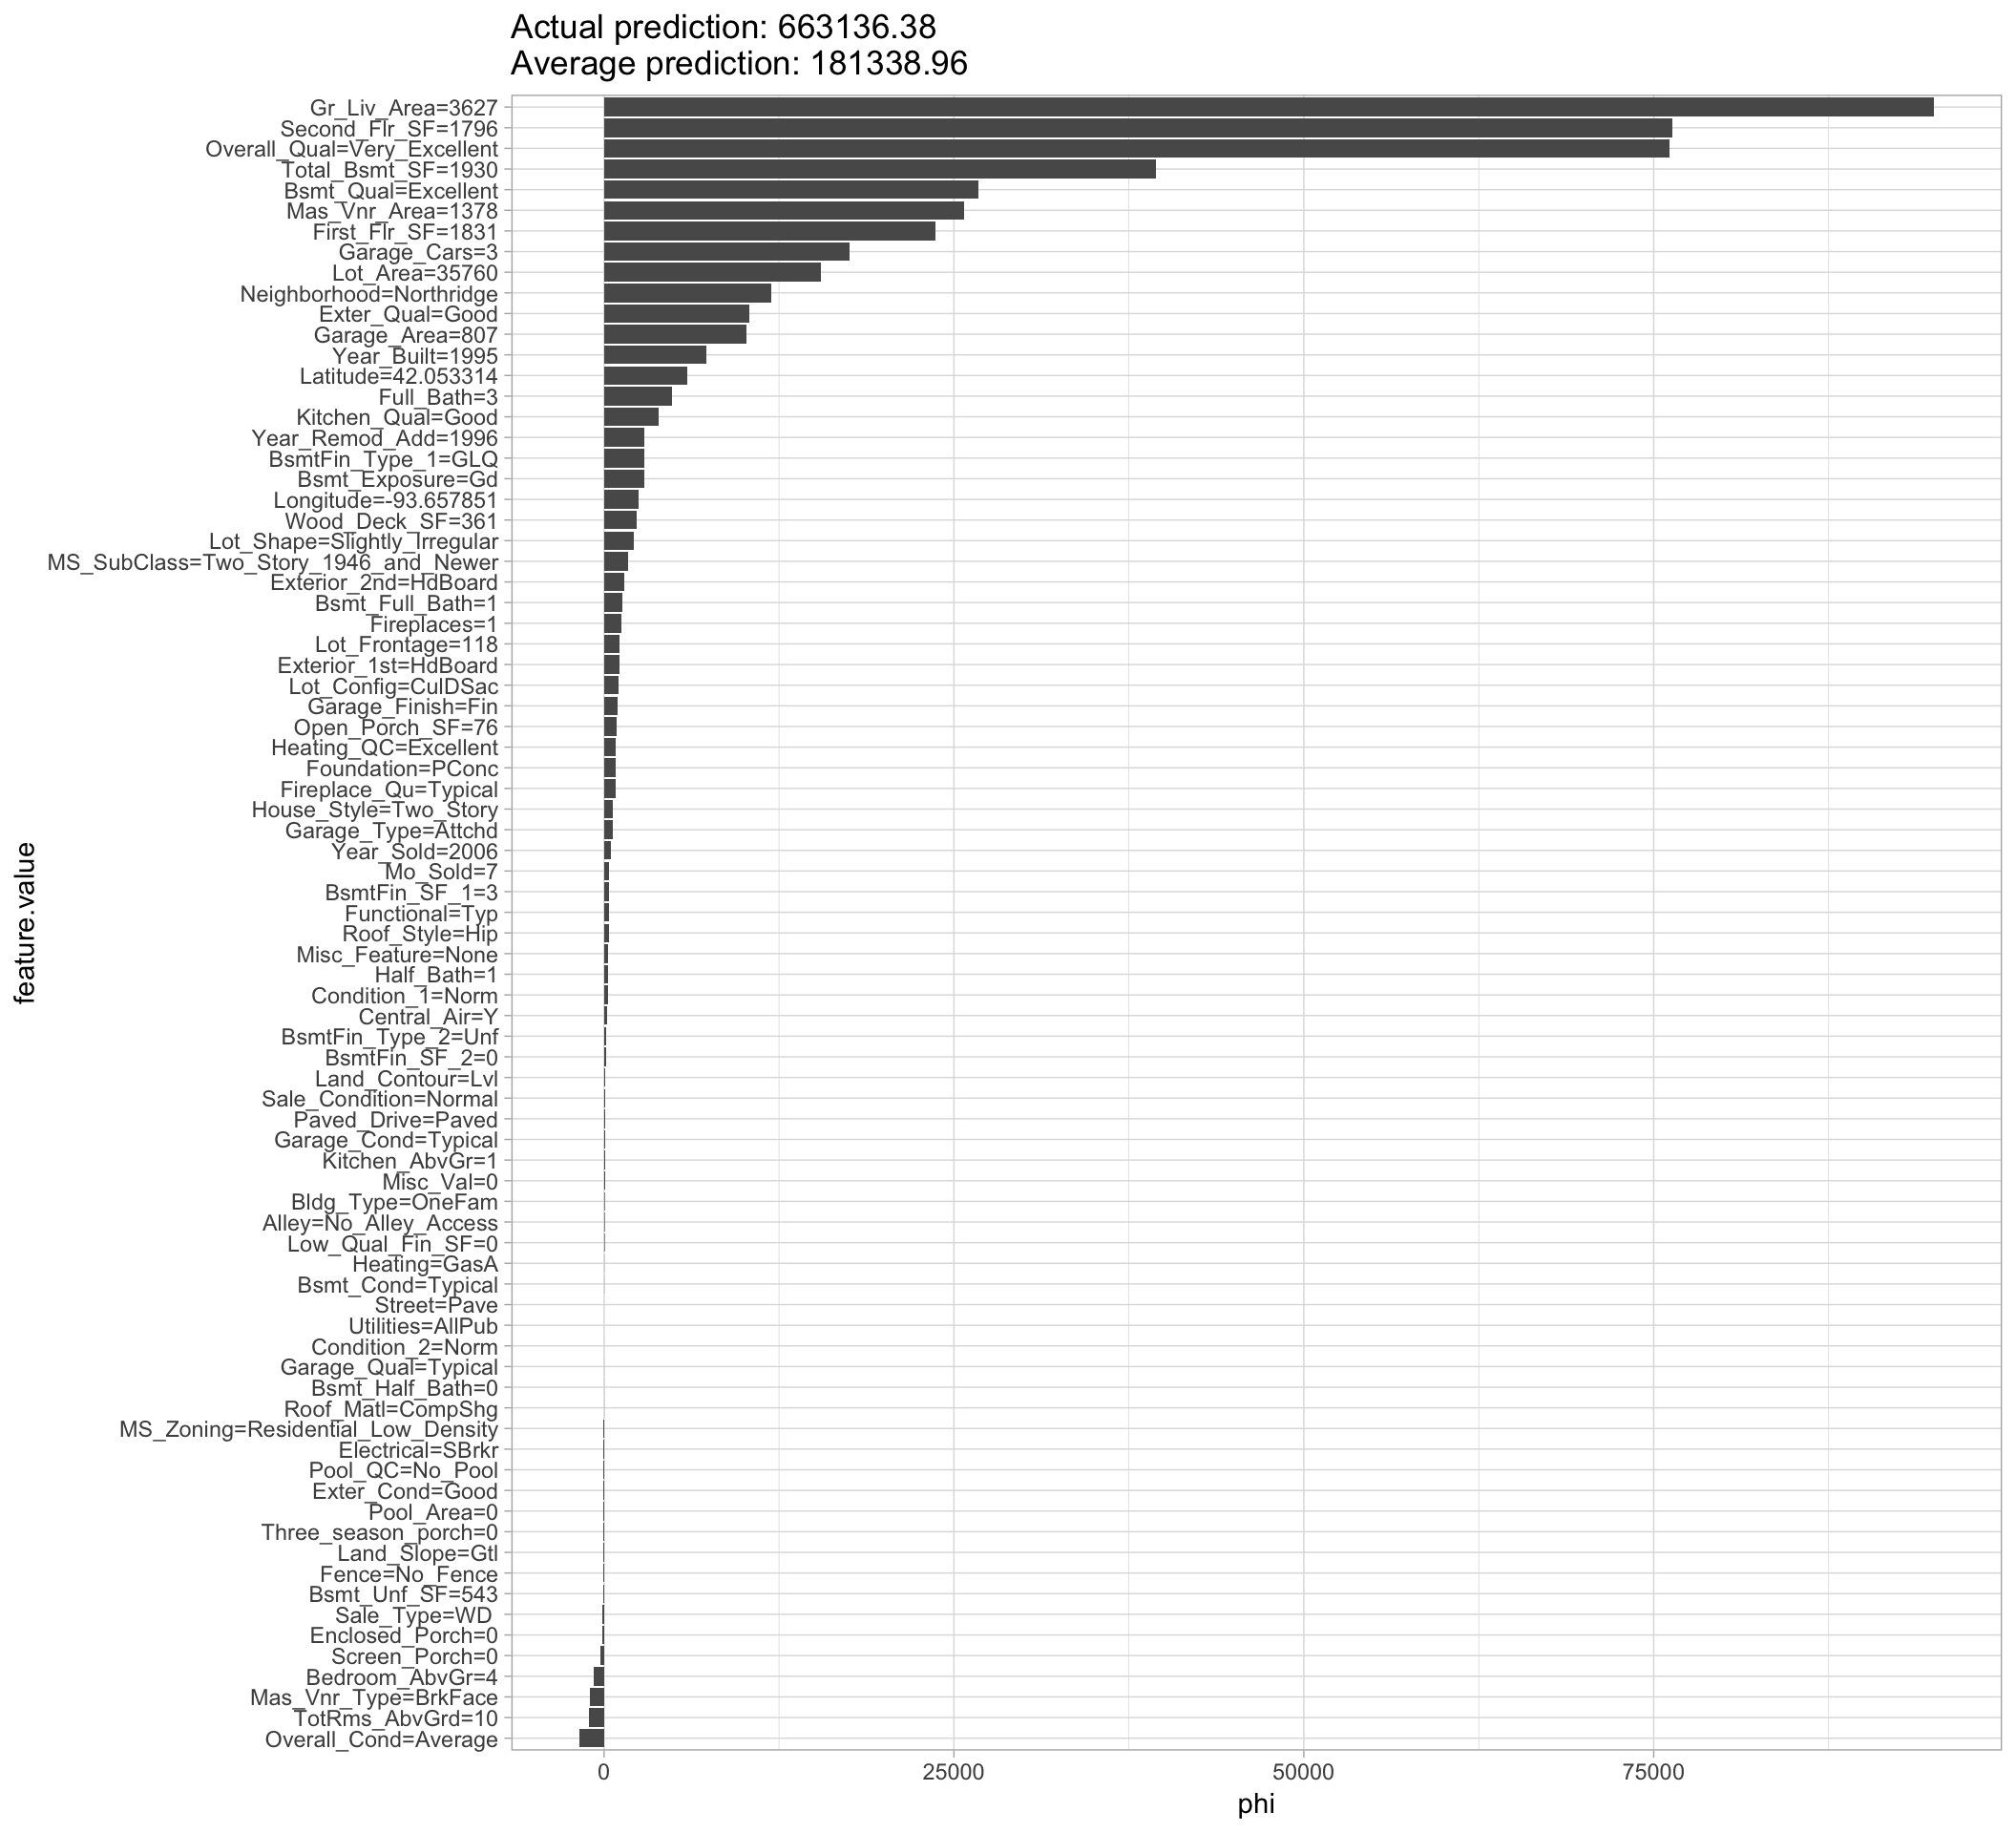 Actual prediction: 663136.38
Average prediction: 181338.96
feature.value
Gr_Liv_Area=3627
Second_Flr_SF=1796
Overall_Qual=Very_Excellent
Total_Bsmt_SF=1930
Bsmt_Qual=Excellent
Mas_Vnr_Area=1378
First_Flr_SF=1831
Garage_Cars=3
Lot_Area=35760
Neighborhood=Northridge
Exter_Qual=Good
Garage_Area=807
Year_Built=1995
Latitude=42.053314
Full_Bath=3
Kitchen_Qual=Good
Year_Remod_Add=1996
BsmtFin_Type_1=GLQ
Bsmt_Exposure=Gd
Longitude=-93.657851
Wood_Deck_SF=361
Lot_Shape=Slightly_Irregular
MS_SubClass=Two_Story_1946_and_Newer
Exterior_2nd=HdBoard
Bsmt_Full_Bath=1
Fireplaces=1
Lot_Frontage=118
Exterior_1st=HdBoard
Lot_Config=CulDSac
Garage_Finish=Fin
Open_Porch_SF=76
Heating_QC=Excellent
Foundation=PConc
Fireplace_Qu=Typical
House_Style=Two_Story
Garage_Type=Attchd
Year_Sold=2006
Mo_Sold=7
BsmtFin_SF_1=3
Functional=Typ
Roof_Style=Hip
Misc_Feature=None
Half_Bath=1
Condition_1=Norm
Central_Air=Y
BsmtFin_Type_2=Unf
BsmtFin_SF_2=0
Land_Contour=Lvl
Sale_Condition=Normal
Paved_Drive=Paved
Garage_Cond=Typical
Kitchen_AbvGr=1
Misc_Val=0
Bldg_Type=OneFam
Alley=No_Alley_Access
Low_Qual_Fin_SF=0
Heating=GasA
Bsmt_Cond=Typical
Street=Pave
Utilities=AllPub
Condition_2=Norm
Garage_Qual=Typical
Bsmt_Half_Bath=0
Roof_Matl=CompShg
MS_Zoning=Residential_Low_Density
Electrical=SBrkr
Pool_QC=No_Pool
Exter_Cond=Good
Pool_Area=0
Three_season_porch=0
Land_Slope=Gtl
Fence=No_Fence
Bsmt_Unf_SF=543
Sale_Type=WD
Enclosed_Porch=0
Screen_Porch=0
Bedroom_AbvGr=4
Mas_Vnr_Type=BrkFace
TotRms_AbvGrd=10
Overall_Cond=Average
0 25000 50000 75000
phi